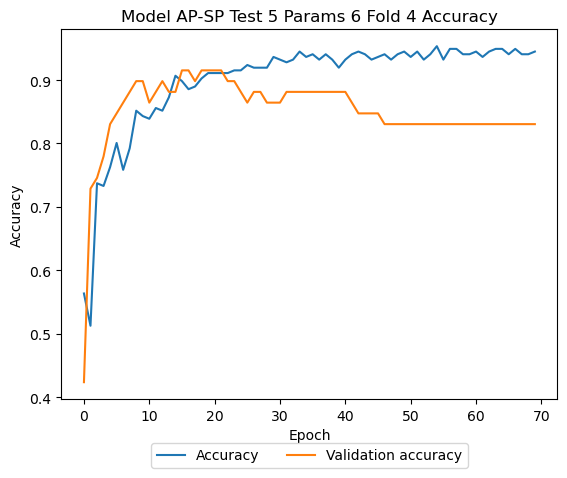 Model AP-SP Test 5 Params 6 Fold 4 Accuracy
Accuracy
0.9
0.8
0.7
0.6
0.5
0.4
0 10 20 30 40 50 60 70
Epoch
Accuracy Validation accuracy